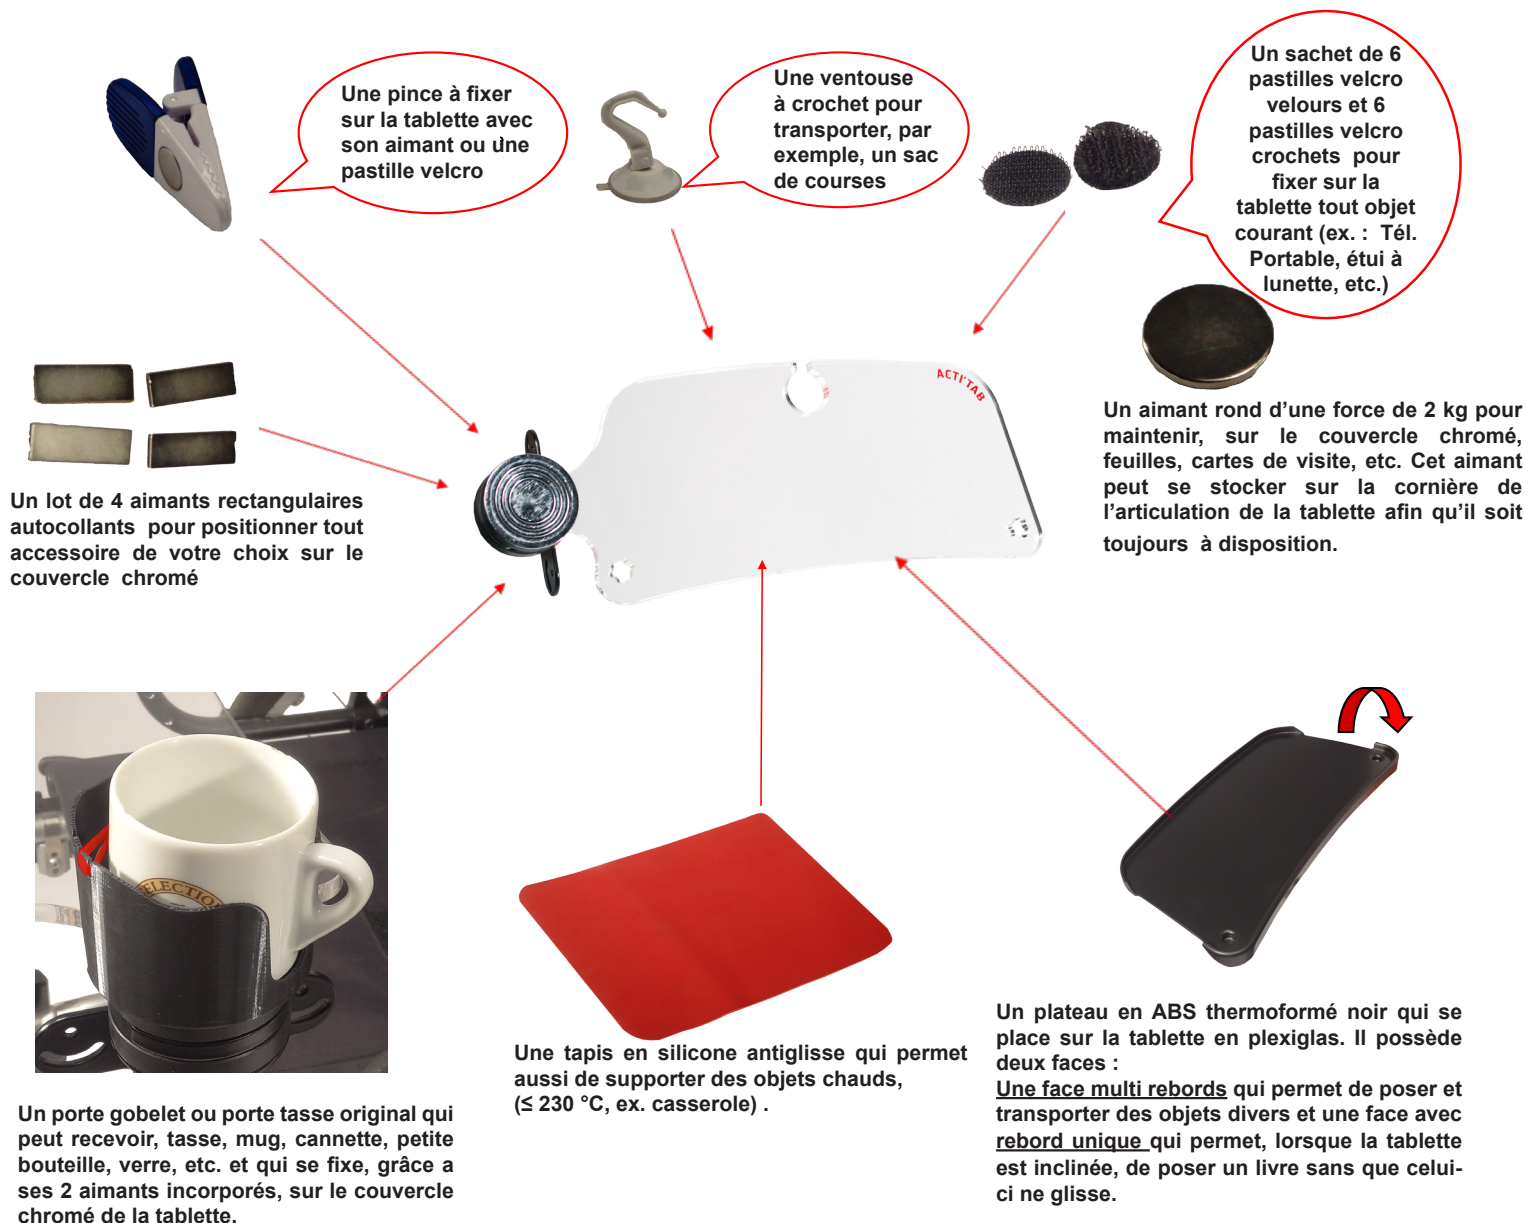 Une pince à fixer
sur la tablette avec
son aimant ou une
pastille velcro
Une ventouse
à crochet pour
transporter, par
exemple, un sac
de courses
Un sachet de 6
pastilles velcro
velours et 6
pastilles velcro
crochets pour
fixer sur la
tablette tout objet
courant (ex. : Tél.
Portable, étui à
lunette, etc.)
ACTI'TAB
Un lot de 4 aimants rectangulaires
autocollants pour positionner tout
accessoire de votre choix sur le
couvercle chromé
Un aimant rond d'une force de 2 kg pour
maintenir, sur le couvercle chromé,
feuilles, cartes de visite, etc. Cet aimant
peut se stocker sur la cornière de
l'articulation de la tablette afin qu'il soit
toujours à disposition.
SELECTION
Un porte gobelet ou porte tasse original qui
peut recevoir, tasse, mug, cannette, petite
bouteille, verre, etc. et qui se fixe, grâce a
ses 2 aimants incorporés, sur le couvercle
chromé de la tablette.
Une tapis en silicone antiglisse qui permet
aussi de supporter des objets chauds,
(≤ 230 °C, ex. casserole) .
Un plateau en ABS thermoformé noir qui se
place sur la tablette en plexiglas. Il possède
deux faces :
Une face multi rebords qui permet de poser et
transporter des objets divers et une face avec
rebord unique qui permet, lorsque la tablette
est inclinée, de poser un livre sans que celui-
ci ne glisse.